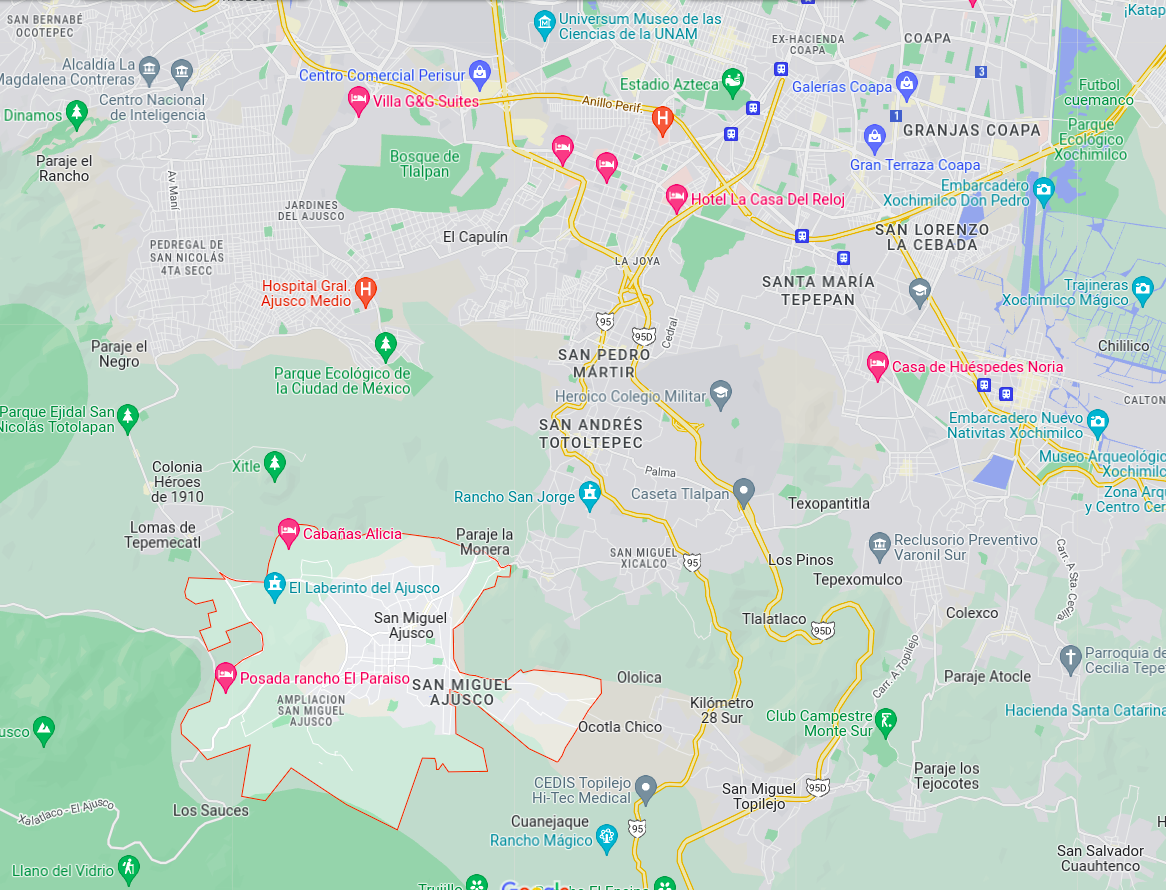 SAN BERNABÉ
OCOTEPEC
Universum Museo de las
Ciencias de la UNAM
¡Katap
EX-HACIENDA
COAPA
COAPA
Alcaldía La
Magdalena Contreras
Centro Nacional
de Inteligencia
Centro Comercial Perisur
Villa G&G Suites
Anillo Perif.
Estadio Azteca
H
Galerías Coapa
3
1
Futbol
cuemanco
Dinamos
GRANJAS COAPA
Parque
Ecológico
Xochimilco
Paraje el
Rancho
Av Maní
Bosque de
Tlalpan
Gran Terraza Coapa
Embarcadero
Xochimilco Don Pedro
Hotel La Casa Del Reloj
JARDINES
DEL AJUSCO
El Capulín
PEDREGAL DE
SAN NICOLÁS
4TA SECC
SAN LORENZO
LA CEBADA
LA JOYA
Hospital Gral.
Ajusco Medio
H
SANTA MARÍA
TEPEPAN
Trajineras
Xochimilco Mágico
95
95D
Cedral
Paraje el
Negro
SAN PEDRO
MÁRTIR
Chililico
Parque Ecológico de
la Ciudad de México
Casa de Huéspedes Noria
Heroico Colegio Militar
CALTON
Parque Ejidal San
Nicolás Totolapan
SAN ANDRÉS
TOTOLTEPEC
Embarcadero Nuevo
Nativitas Xochimilco
Museo Arqueológic
Xochimilc
Colonia
Héroes
de 1910
Xitle
Palma
Rancho San Jorge
Caseta Tlalpan
Texopantitla
Zona Arq
y Centro Cer
Lomas de
Tepemecatl
Cabañas Alicia
Paraje la
Monera
SAN MIGUEL
XICALCO
95
Los Pinos
Reclusorio Preventivo
Varonil Sur
Tepexomulco
Carr. A Sta. Cecilia
El Laberinto del Ajusco
San Miguel
Ajusco
Tlalatlaco
95D
Colexco
Carr. A Topilejo
Parroquia de
Cecilia Tepe
Posada rancho El Paraiso
SAN MIGUEL
AJUSCO
AMPLIACION
SAN MIGUEL
AJUSCO
Ololica
Paraje Atocle
Kilómetro
28 Sur
Hacienda Santa Catarina
usco
Ocotla Chico
Club Campestre
Monte Sur
Xalatlaco - El Ajusco
Los Sauces
CEDIS Topilejo
Hi-Tec Medical
San Miguel
Topilejo
95D
Paraje los
Tejocotes
Cuanejaque
Rancho Mágico
95
H
San Salvador
Cuauhtenco
Llano del Vidrio
Trujillo
Google